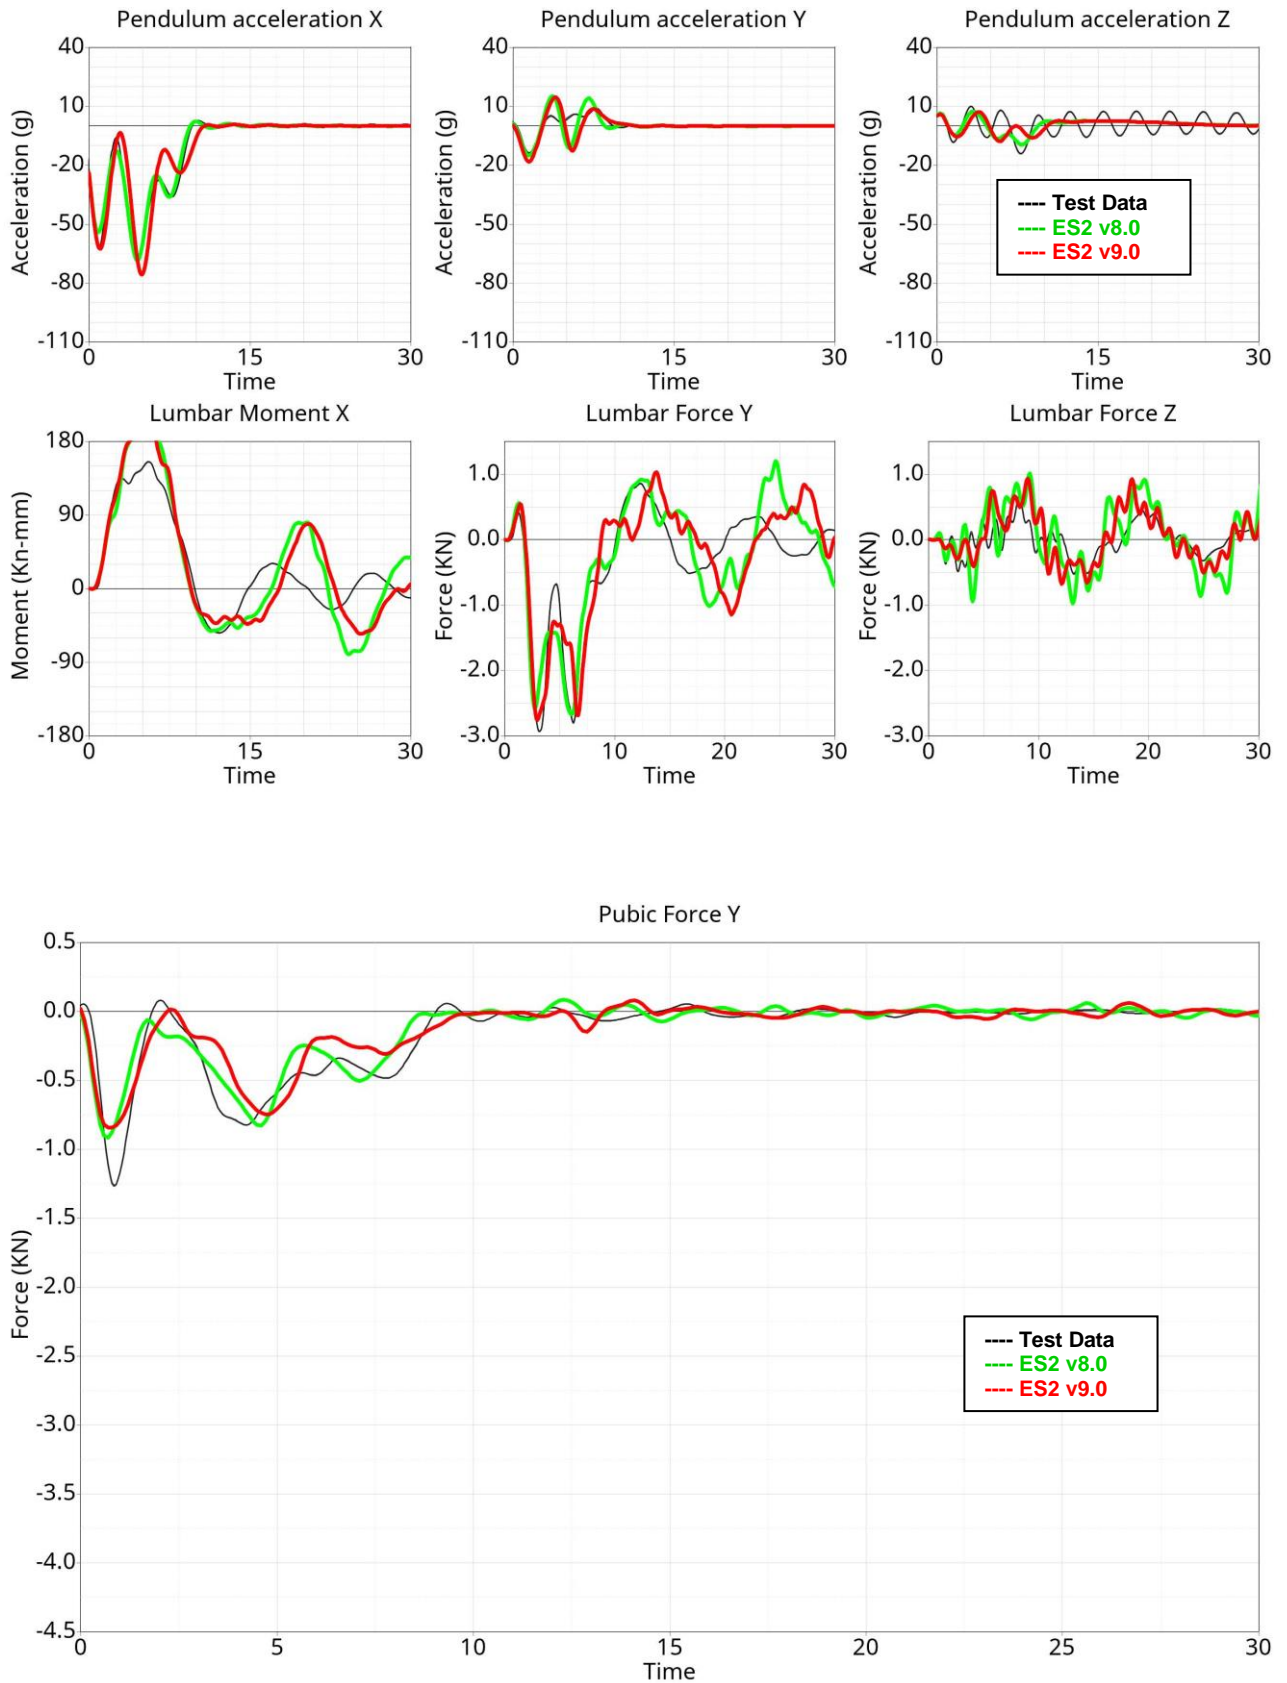 Pendulum acceleration X
Pendulum acceleration Y
Pendulum acceleration Z
40
10
-20
-50
-80
-110
Acceleration (g)
0 15 30
Time
40
10
-20
-50
-80
-110
Acceleration (g)
0 15 30
Time
40
10
-20
-50
-80
-110
Acceleration (g)
0 15 30
Time
---- Test Data
---- ES2 v8.0
---- ES2 v9.0
Lumbar Moment X
Lumbar Force Y
Lumbar Force Z
180
90
0
-90
-180
Moment (Kn-mm)
0 15 30
Time
1.0
0.0
-1.0
-2.0
-3.0
Force (KN)
0 10 20 30
Time
1.0
0.0
-1.0
-2.0
-3.0
Force (KN)
0 10 20 30
Time
Pubic Force Y
0.5
0.0
-0.5
-1.0
-1.5
-2.0
-2.5
-3.0
-3.5
-4.0
-4.5
Force (KN)
0 5 10 15 20 25 30
Time
---- Test Data
---- ES2 v8.0
---- ES2 v9.0